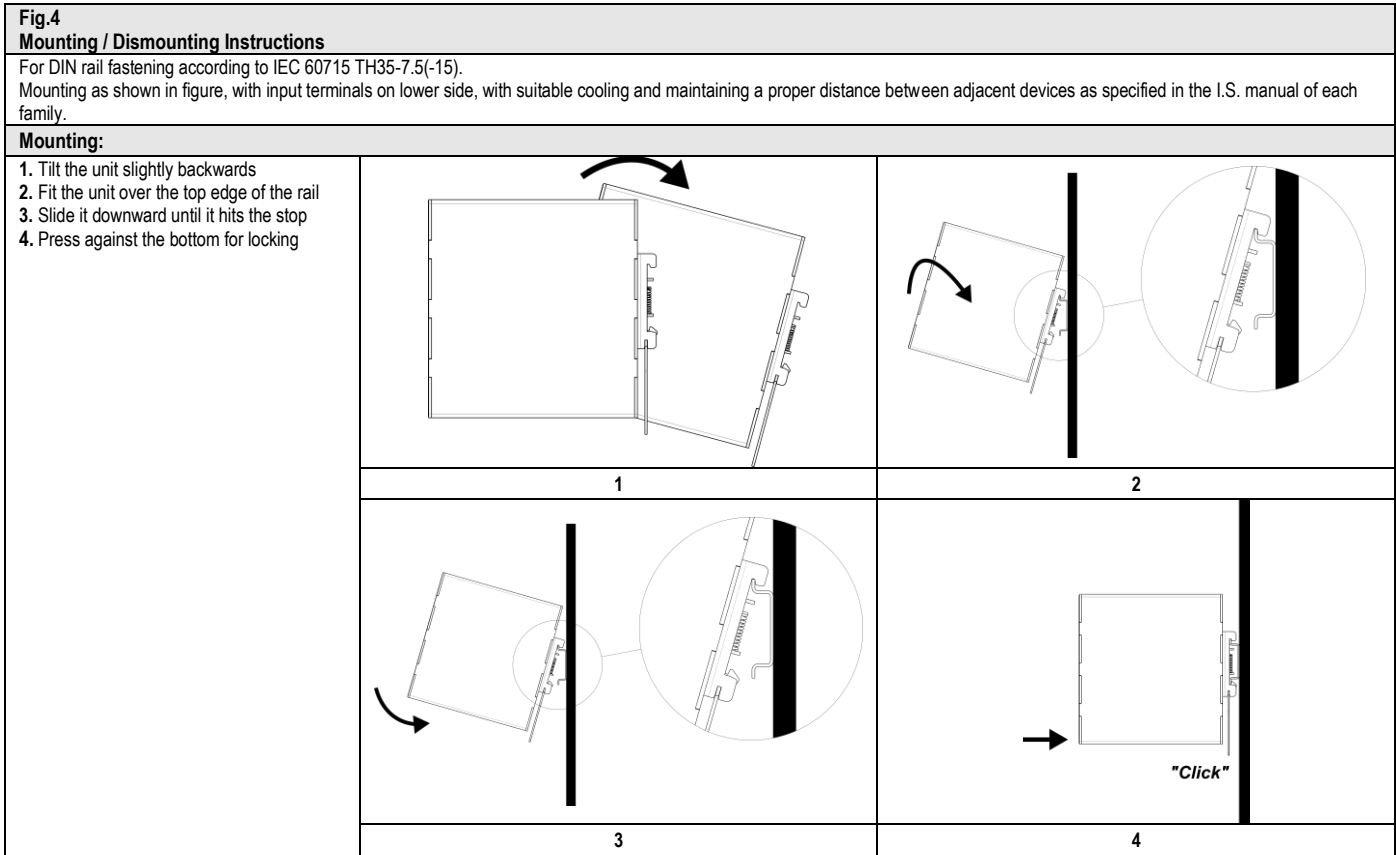 Fig.4
Mounting / Dismounting Instructions
For DIN rail fastening according to IEC 60715 TH35-7.5(-15).
Mounting as shown in figure, with input terminals on lower side, with suitable cooling and maintaining a proper distance between adjacent devices as specified in the I.S. manual of each
family.
Mounting:
1. Tilt the unit slightly backwards
2. Fit the unit over the top edge of the rail
3. Slide it downward until it hits the stop
4. Press against the bottom for locking
1
2
"Click"
3
4